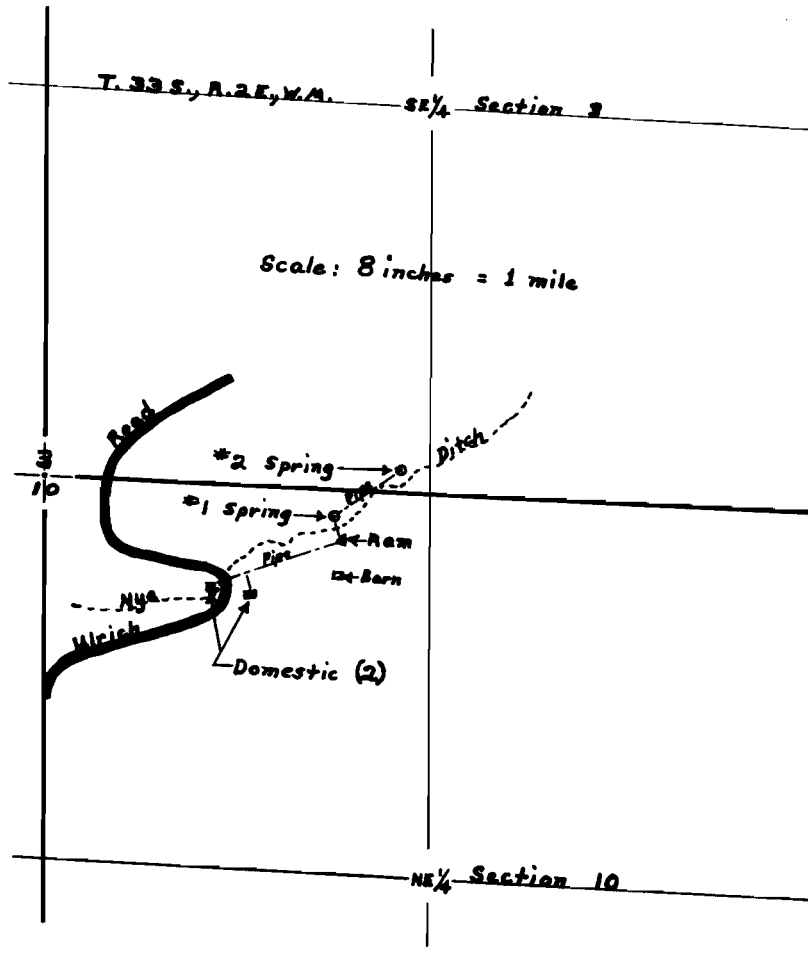 T. 33 S., R. 2 E., W.M.
SE¼ Section 3
Scale: 8 inches = 1 mile
Road
Ditch
#2 Spring
3
10
Pipe
#1 Spring
Ram
Pipe
Barn
Nye
Ulrich
Domestic (2)
NE¼ Section 10